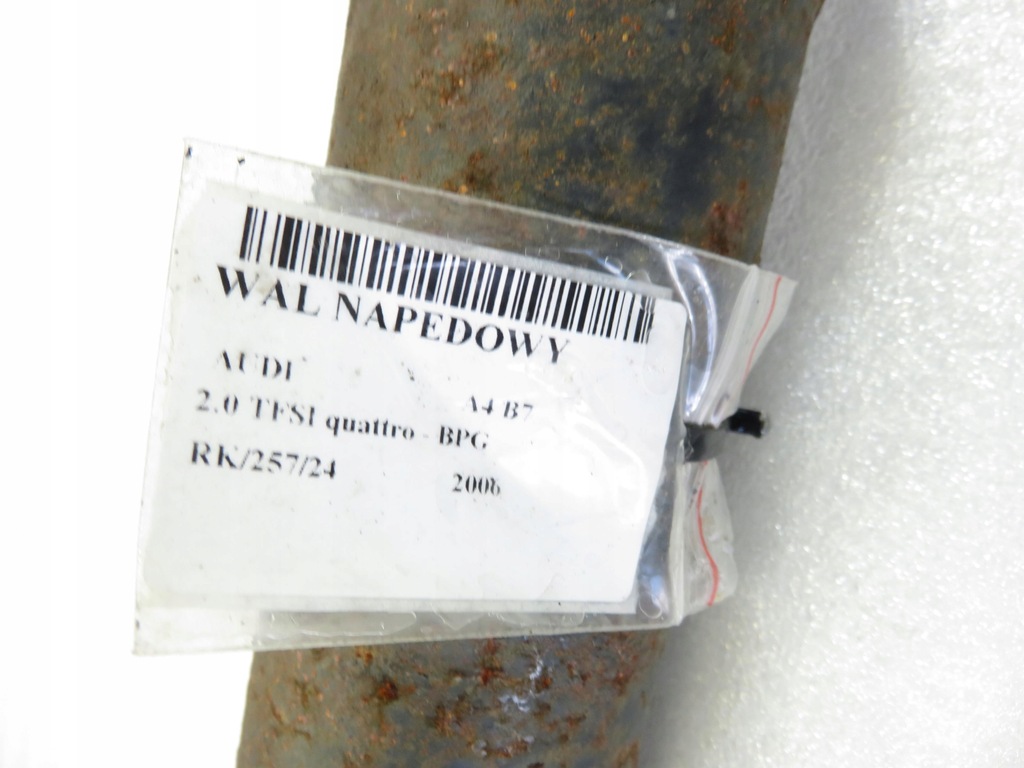 WAL NAPEDOWY
AUDI A4 B7
2.0 TFSI quattro - BPG
RK/257/24 2006